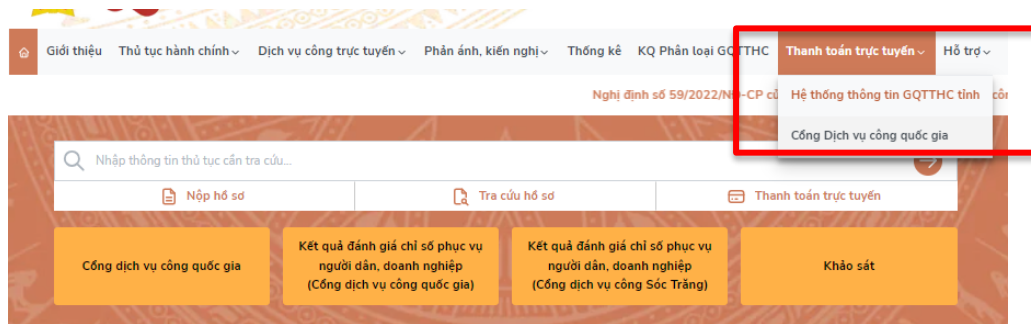 Giới thiệu Thủ tục hành chính Dịch vụ công trực tuyến Phản ánh, kiến nghị Thống kê KQ Phân loại GQTTHC Thanh toán trực tuyến Hỗ trợ
Nghị định số 59/2022/NĐ-CP
Hệ thống thông tin GQTTHC tỉnh
Cổng Dịch vụ công quốc gia
Nhập thông tin thủ tục cần tra cứu...
Nộp hồ sơ Tra cứu hồ sơ Thanh toán trực tuyến
Cổng dịch vụ công quốc gia
Kết quả đánh giá chỉ số phục vụ
người dân, doanh nghiệp
(Cổng dịch vụ công quốc gia)
Kết quả đánh giá chỉ số phục vụ
người dân, doanh nghiệp
(Cổng dịch vụ công Sóc Trăng)
Khảo sát